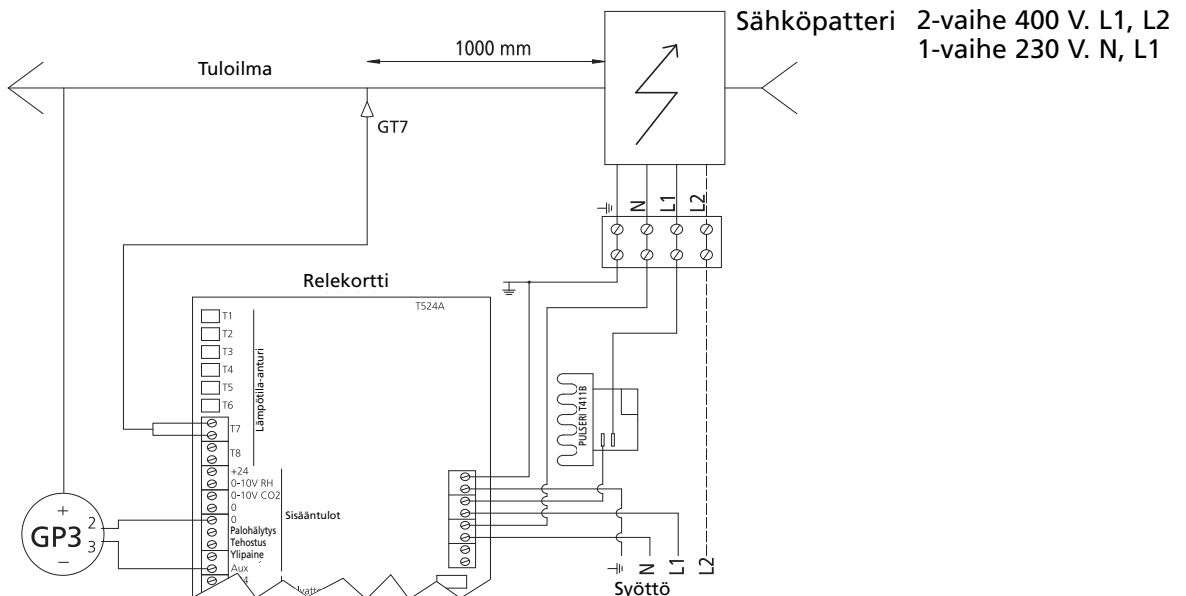 Sähköpatteri 2-vaihe 400 V. L1, L2
1-vaihe 230 V. N, L1
1000 mm
Tuloilma
GT7
N
L1
L2
Relekortti
T524A
T1
T2
T3
T4
T5
T6
T7
T8
Lämpötila-anturi
PULSERI T411B
+24
0-10V RH
0-10V CO2
0
0
Palohälytys
Tehostus
Ylipaine
Aux
Sisääntulot
+
2
GP3
3
–
N
L1
L2
Syöttö